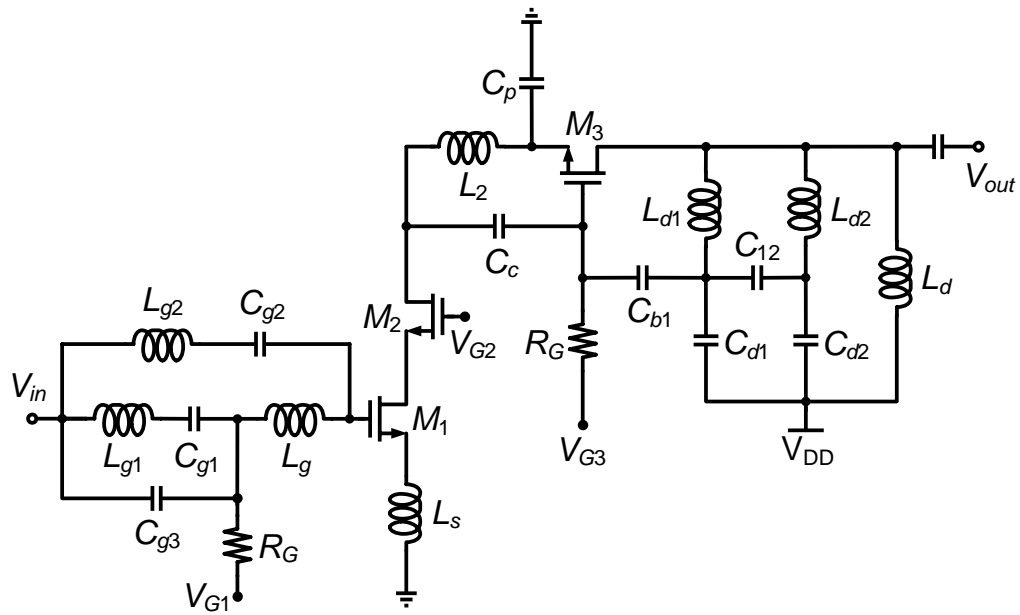 C_p
M_3
L_2
V_out
L_d1
L_d2
C_12
C_c
L_d
L_g2
C_g2
M_2
V_G2
C_b1
R_G
C_d1
C_d2
V_in
M_1
L_g1
C_g1
L_g
V_G3
V_DD
L_s
C_g3
R_G
V_G1